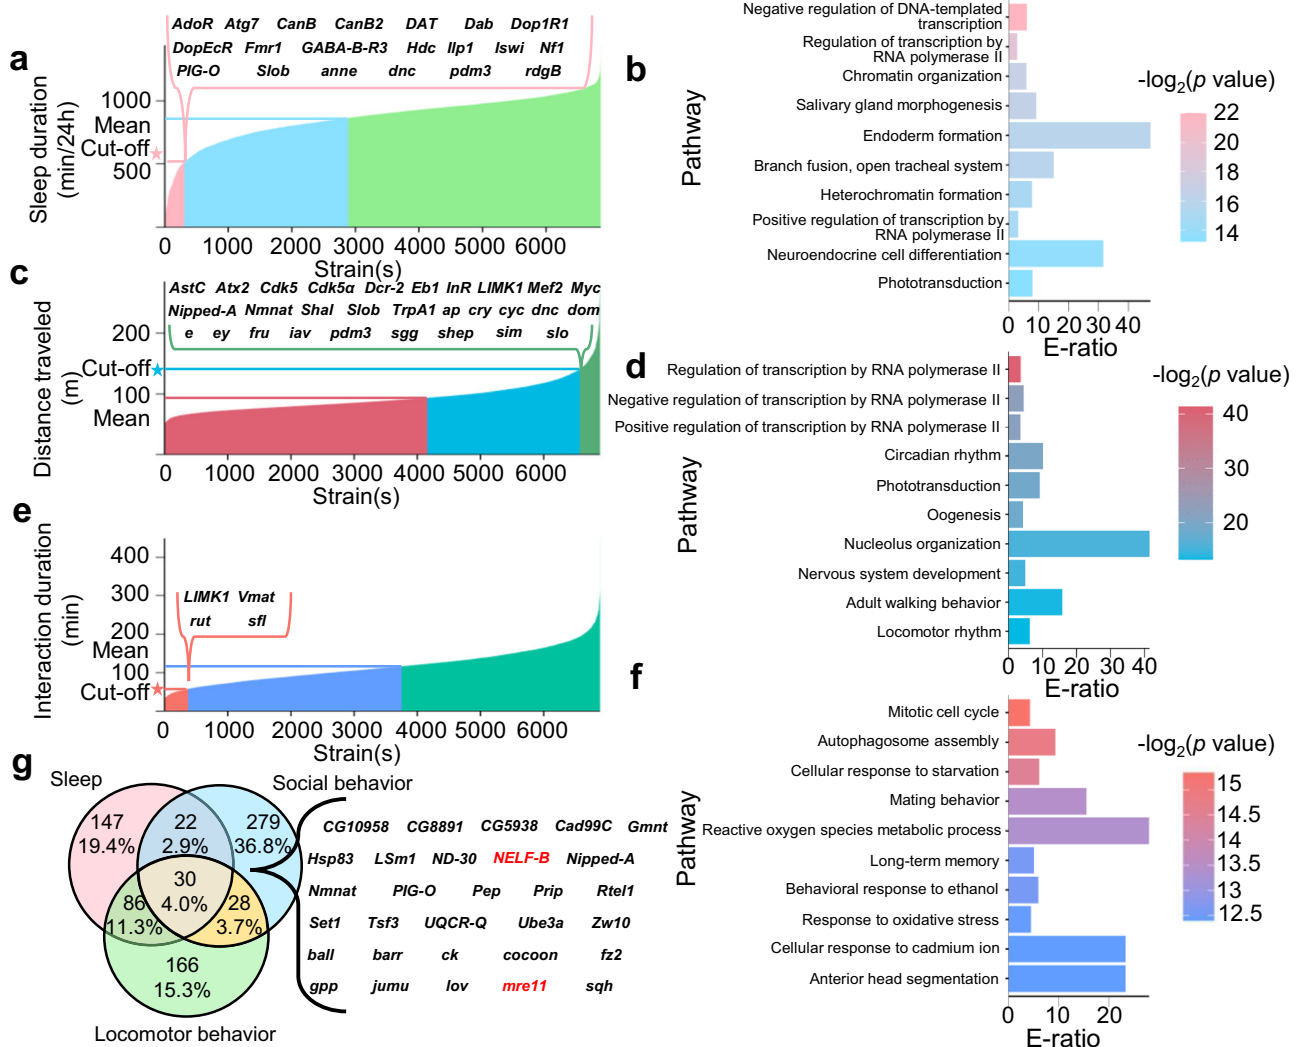 a
AdoR Atg7 CanB CanB2 DAT Dab Dop1R1
DopEcR Fmr1 GABA-B-R3 Hdc Ilp1 Iswi Nf1
PIG-O Slob anne dnc pdm3 rdgB
Sleep duration
(min/24h)
1000
Mean
Cut-off
500
0 1000 2000 3000 4000 5000 6000
Strain(s)
b
Pathway
Negative regulation of DNA-templated
transcription
Regulation of transcription by
RNA polymerase II
Chromatin organization
Salivary gland morphogenesis
Endoderm formation
Branch fusion, open tracheal system
Heterochromatin formation
Positive regulation of transcription by
RNA polymerase II
Neuroendocrine cell differentiation
Phototransduction
0 10 20 30 40
E-ratio
-log2(p value)
22
20
18
16
14
c
AstC Atx2 Cdk5 Cdk5α Dcr-2 Eb1 InR LIMK1 Mef2 Myc
Nipped-A Nmnat Shal Slob TrpA1 ap cry cyc dnc dom
e ey fru iav pdm3 sgg shep sim slo
Distance traveled
(m)
200
Cut-off
100
Mean
0 1000 2000 3000 4000 5000 6000
Strain(s)
d
Pathway
Regulation of transcription by RNA polymerase II
Negative regulation of transcription by RNA polymerase II
Positive regulation of transcription by RNA polymerase II
Circadian rhythm
Phototransduction
Oogenesis
Nucleolus organization
Nervous system development
Adult walking behavior
Locomotor rhythm
0 10 20 30 40
E-ratio
-log2(p value)
40
30
20
e
LIMK1 Vmat
rut sfl
Interaction duration
(min)
400
300
200
Mean
100
Cut-off
0 1000 2000 3000 4000 5000 6000
Strain(s)
f
Pathway
Mitotic cell cycle
Autophagosome assembly
Cellular response to starvation
Mating behavior
Reactive oxygen species metabolic process
Long-term memory
Behavioral response to ethanol
Response to oxidative stress
Cellular response to cadmium ion
Anterior head segmentation
0 10 20
E-ratio
-log2(p value)
15
14.5
14
13.5
13
12.5
g
Sleep
Social behavior
147
19.4%
22
2.9%
279
36.8%
30
4.0%
86
11.3%
28
3.7%
166
15.3%
Locomotor behavior
CG10958 CG8891 CG5938 Cad99C Gmnt
Hsp83 LSm1 ND-30 NELF-B Nipped-A
Nmnat PIG-O Pep Prip Rtel1
Set1 Tsf3 UQCR-Q Ube3a Zw10
ball barr ck cocoon fz2
gpp jumu lov mre11 sqh